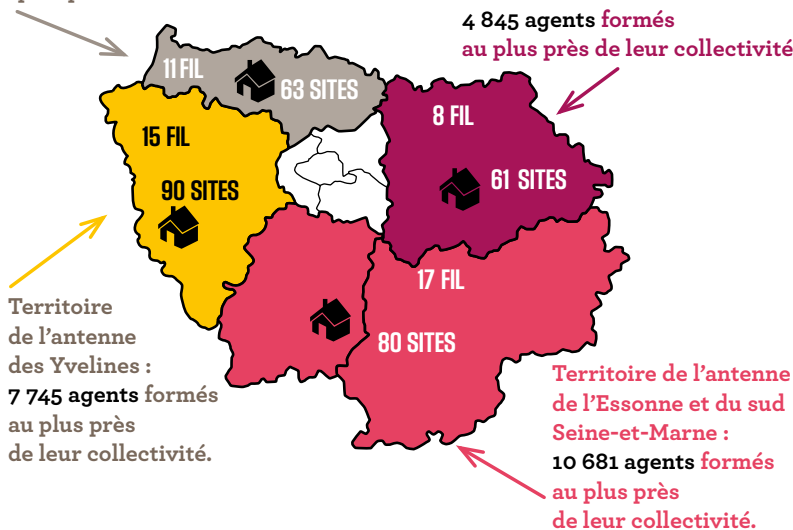 4 845 agents formés
au plus près de leur collectivité
11 FIL
63 SITES
8 FIL
61 SITES
15 FIL
90 SITES
17 FIL
80 SITES
Territoire
de l'antenne
des Yvelines :
7 745 agents formés
au plus près
de leur collectivité.
Territoire de l'antenne
de l'Essonne et du sud
Seine-et-Marne :
10 681 agents formés
au plus près
de leur collectivité.